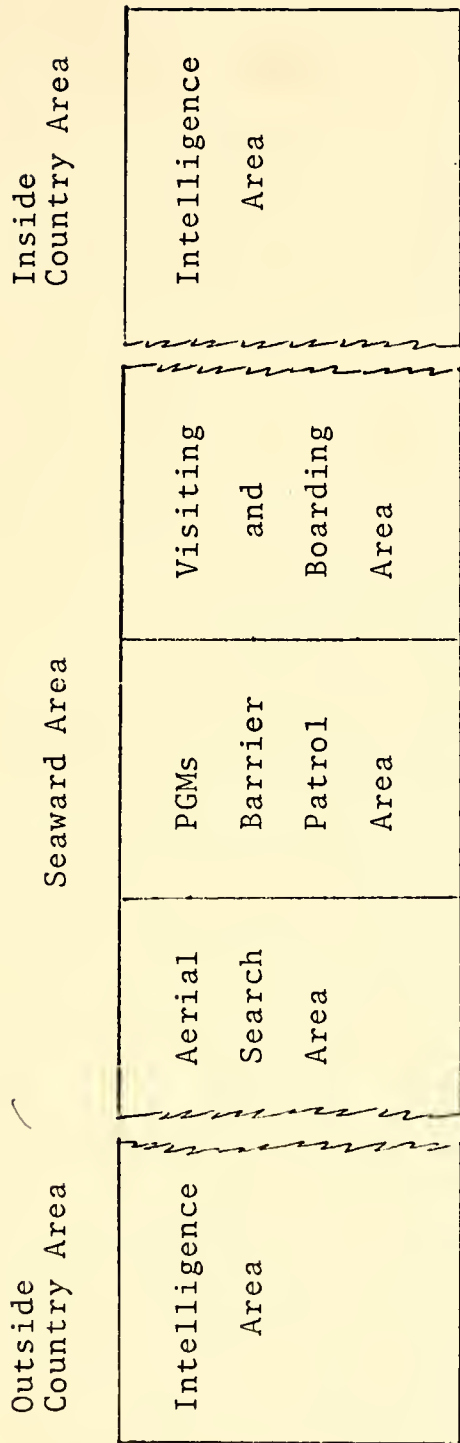 Outside
Country Area
Seaward Area
Inside
Country Area
Intelligence
Area
Aerial
Search
Area
PGMs
Barrier
Patrol
Area
Visiting
and
Boarding
Area
Intelligence
Area